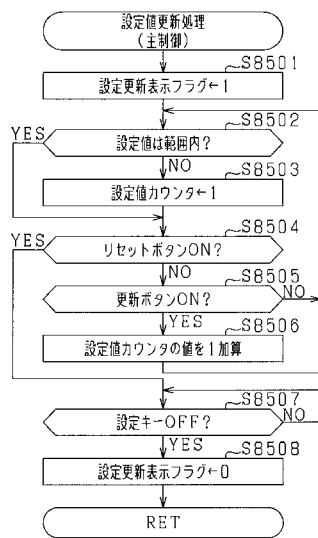 設定値更新処理
(主制御)
S8501
設定更新表示フラグ←1
S8502
YES
設定値は範囲内?
NO
S8503
設定値カウンタ←1
S8504
YES
リセットボタンON?
NO
S8505
更新ボタンON?
NO
YES
S8506
設定値カウンタの値を1加算
S8507
設定キーOFF?
NO
YES
S8508
設定更新表示フラグ←0
RET